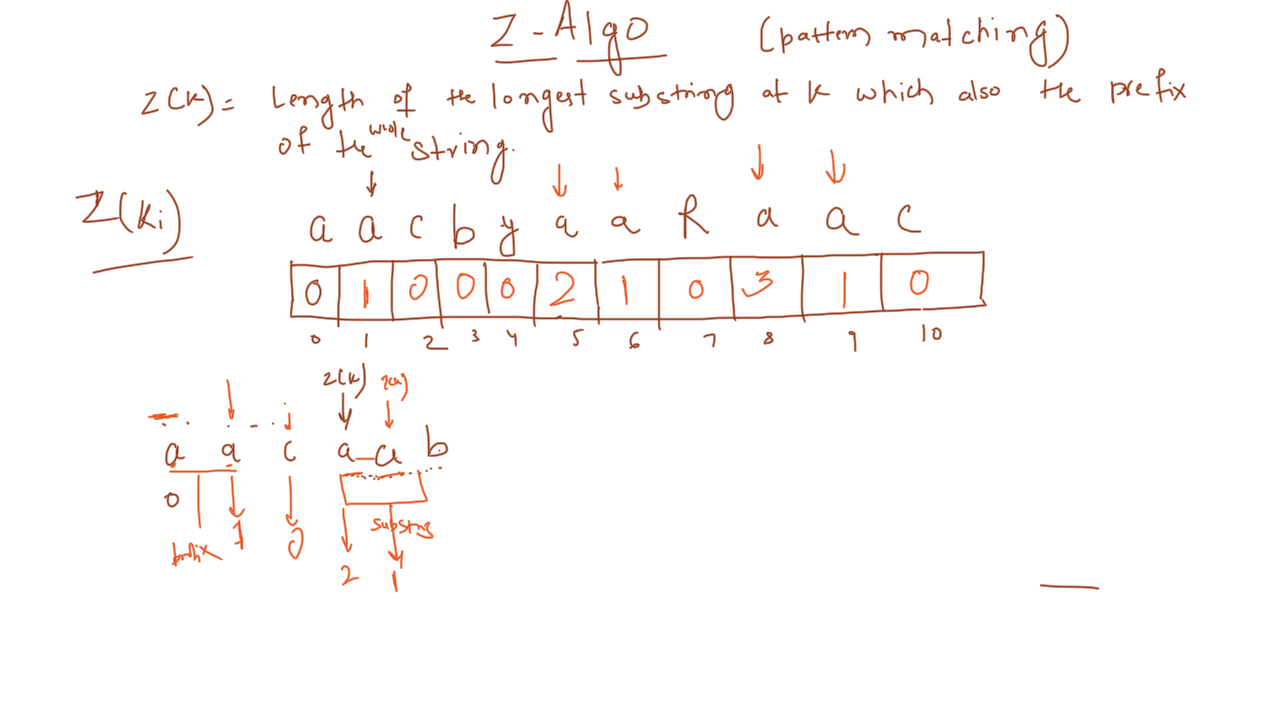 Z - Algo (pattern matching)
Z(K) = Length of the longest substring at K which also the prefix
of the whole string.
Z(Ki)
a a c b y a a R a a c
0 1 0 0 0 2 1 0 3 1 0
0 1 2 3 4 5 6 7 8 9 10
Z(K) Z(K)
a a c a a b
0 1 0 substrng
prefix 2 1